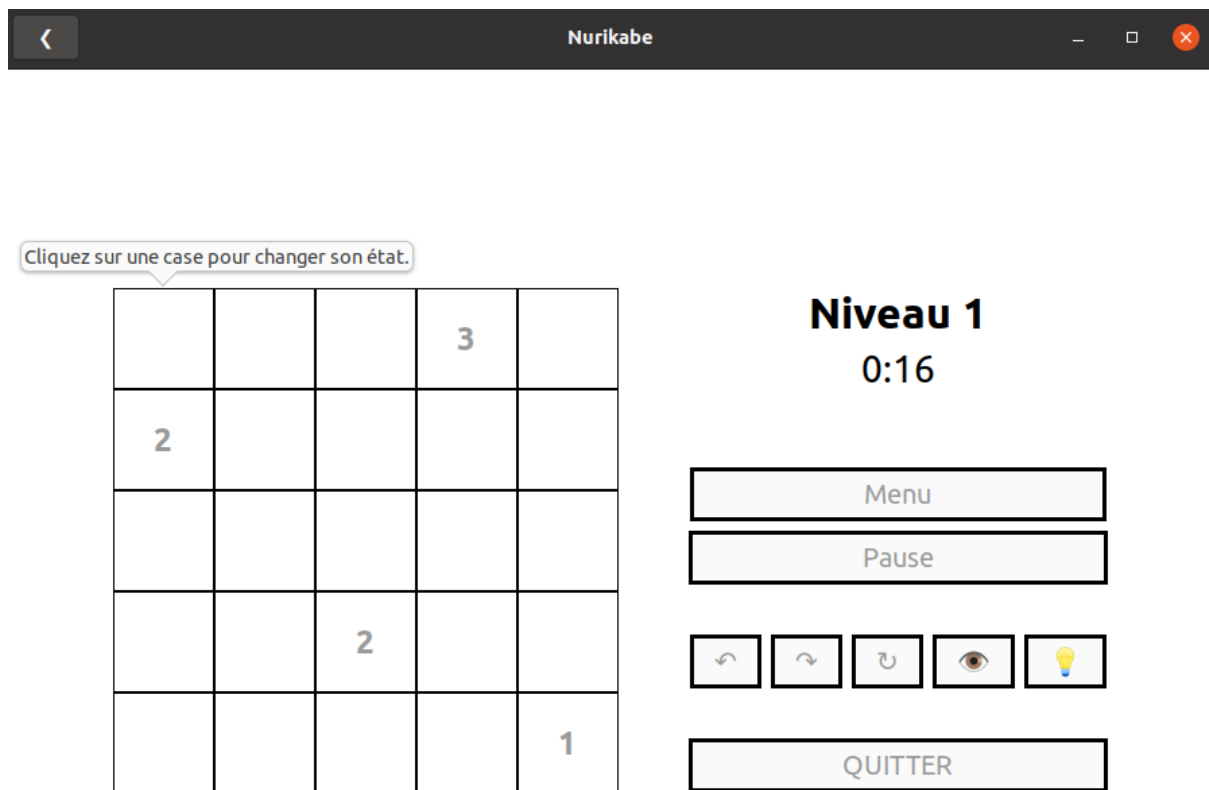 Nurikabe
Cliquez sur une case pour changer son état.
3
2
2
1
Niveau 1
0:16
Menu
Pause
QUITTER